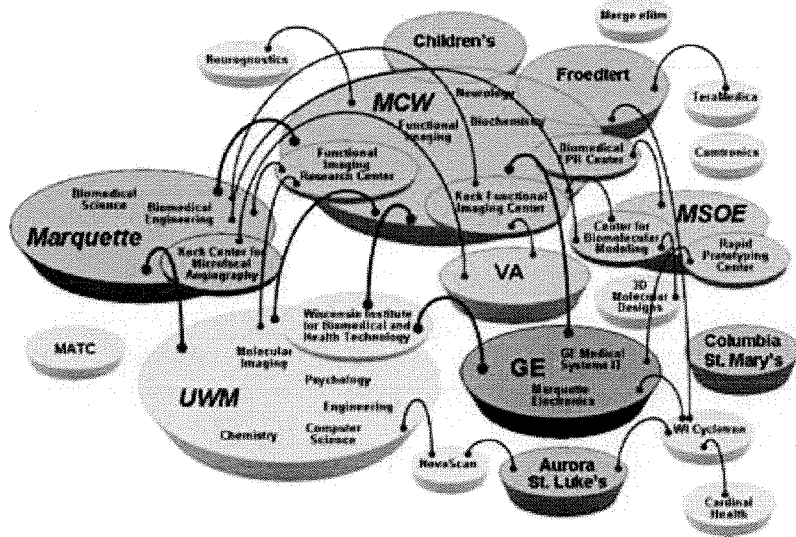 Merge eFilm
Children's
Neurognostics
Froedtert
TeraMedica
MCW
Neurology
Functional
Imaging
Biochemistry
Functional
Imaging
Research Center
Biomedical
EPR Center
Camtronics
Biomedical
Science
Biomedical
Engineering
Marquette
Keck Center for
Microfocal
Angiography
Keck Functional
Imaging Center
MSOE
Center for
Biomolecular
Modeling
Rapid
Prototyping
Center
VA
3D
Molecular
Designs
Wisconsin Institute
for Biomedical and
Health Technology
MATC
Molecular
Imaging
UWM
Psychology
Engineering
Chemistry
Computer
Science
GE
GE Medical
Systems IT
Marquette
Electronics
Columbia
St. Mary's
WI Cyclotron
NovaScan
Aurora
St. Luke's
Cardinal
Health